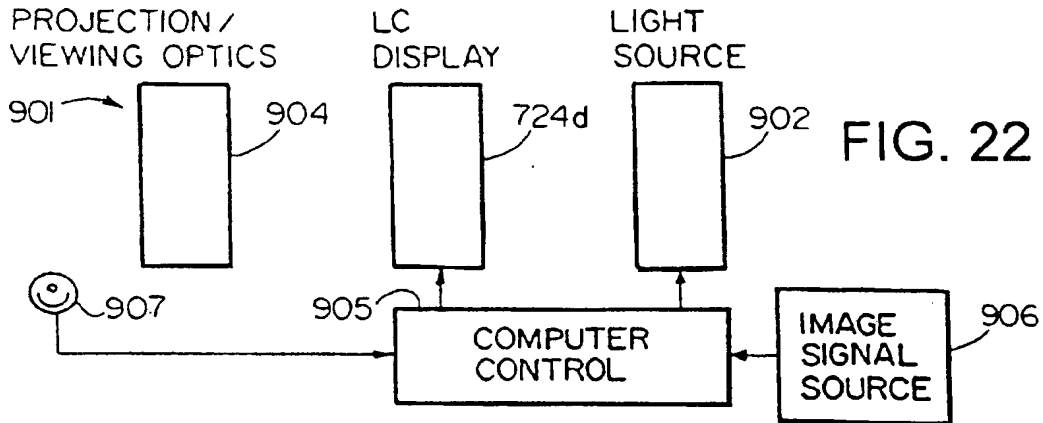 PROJECTION/
VIEWING OPTICS
LC
DISPLAY
LIGHT
SOURCE
901
904
724d
902
FIG. 22
907
905
COMPUTER
CONTROL
IMAGE
SIGNAL
SOURCE
906